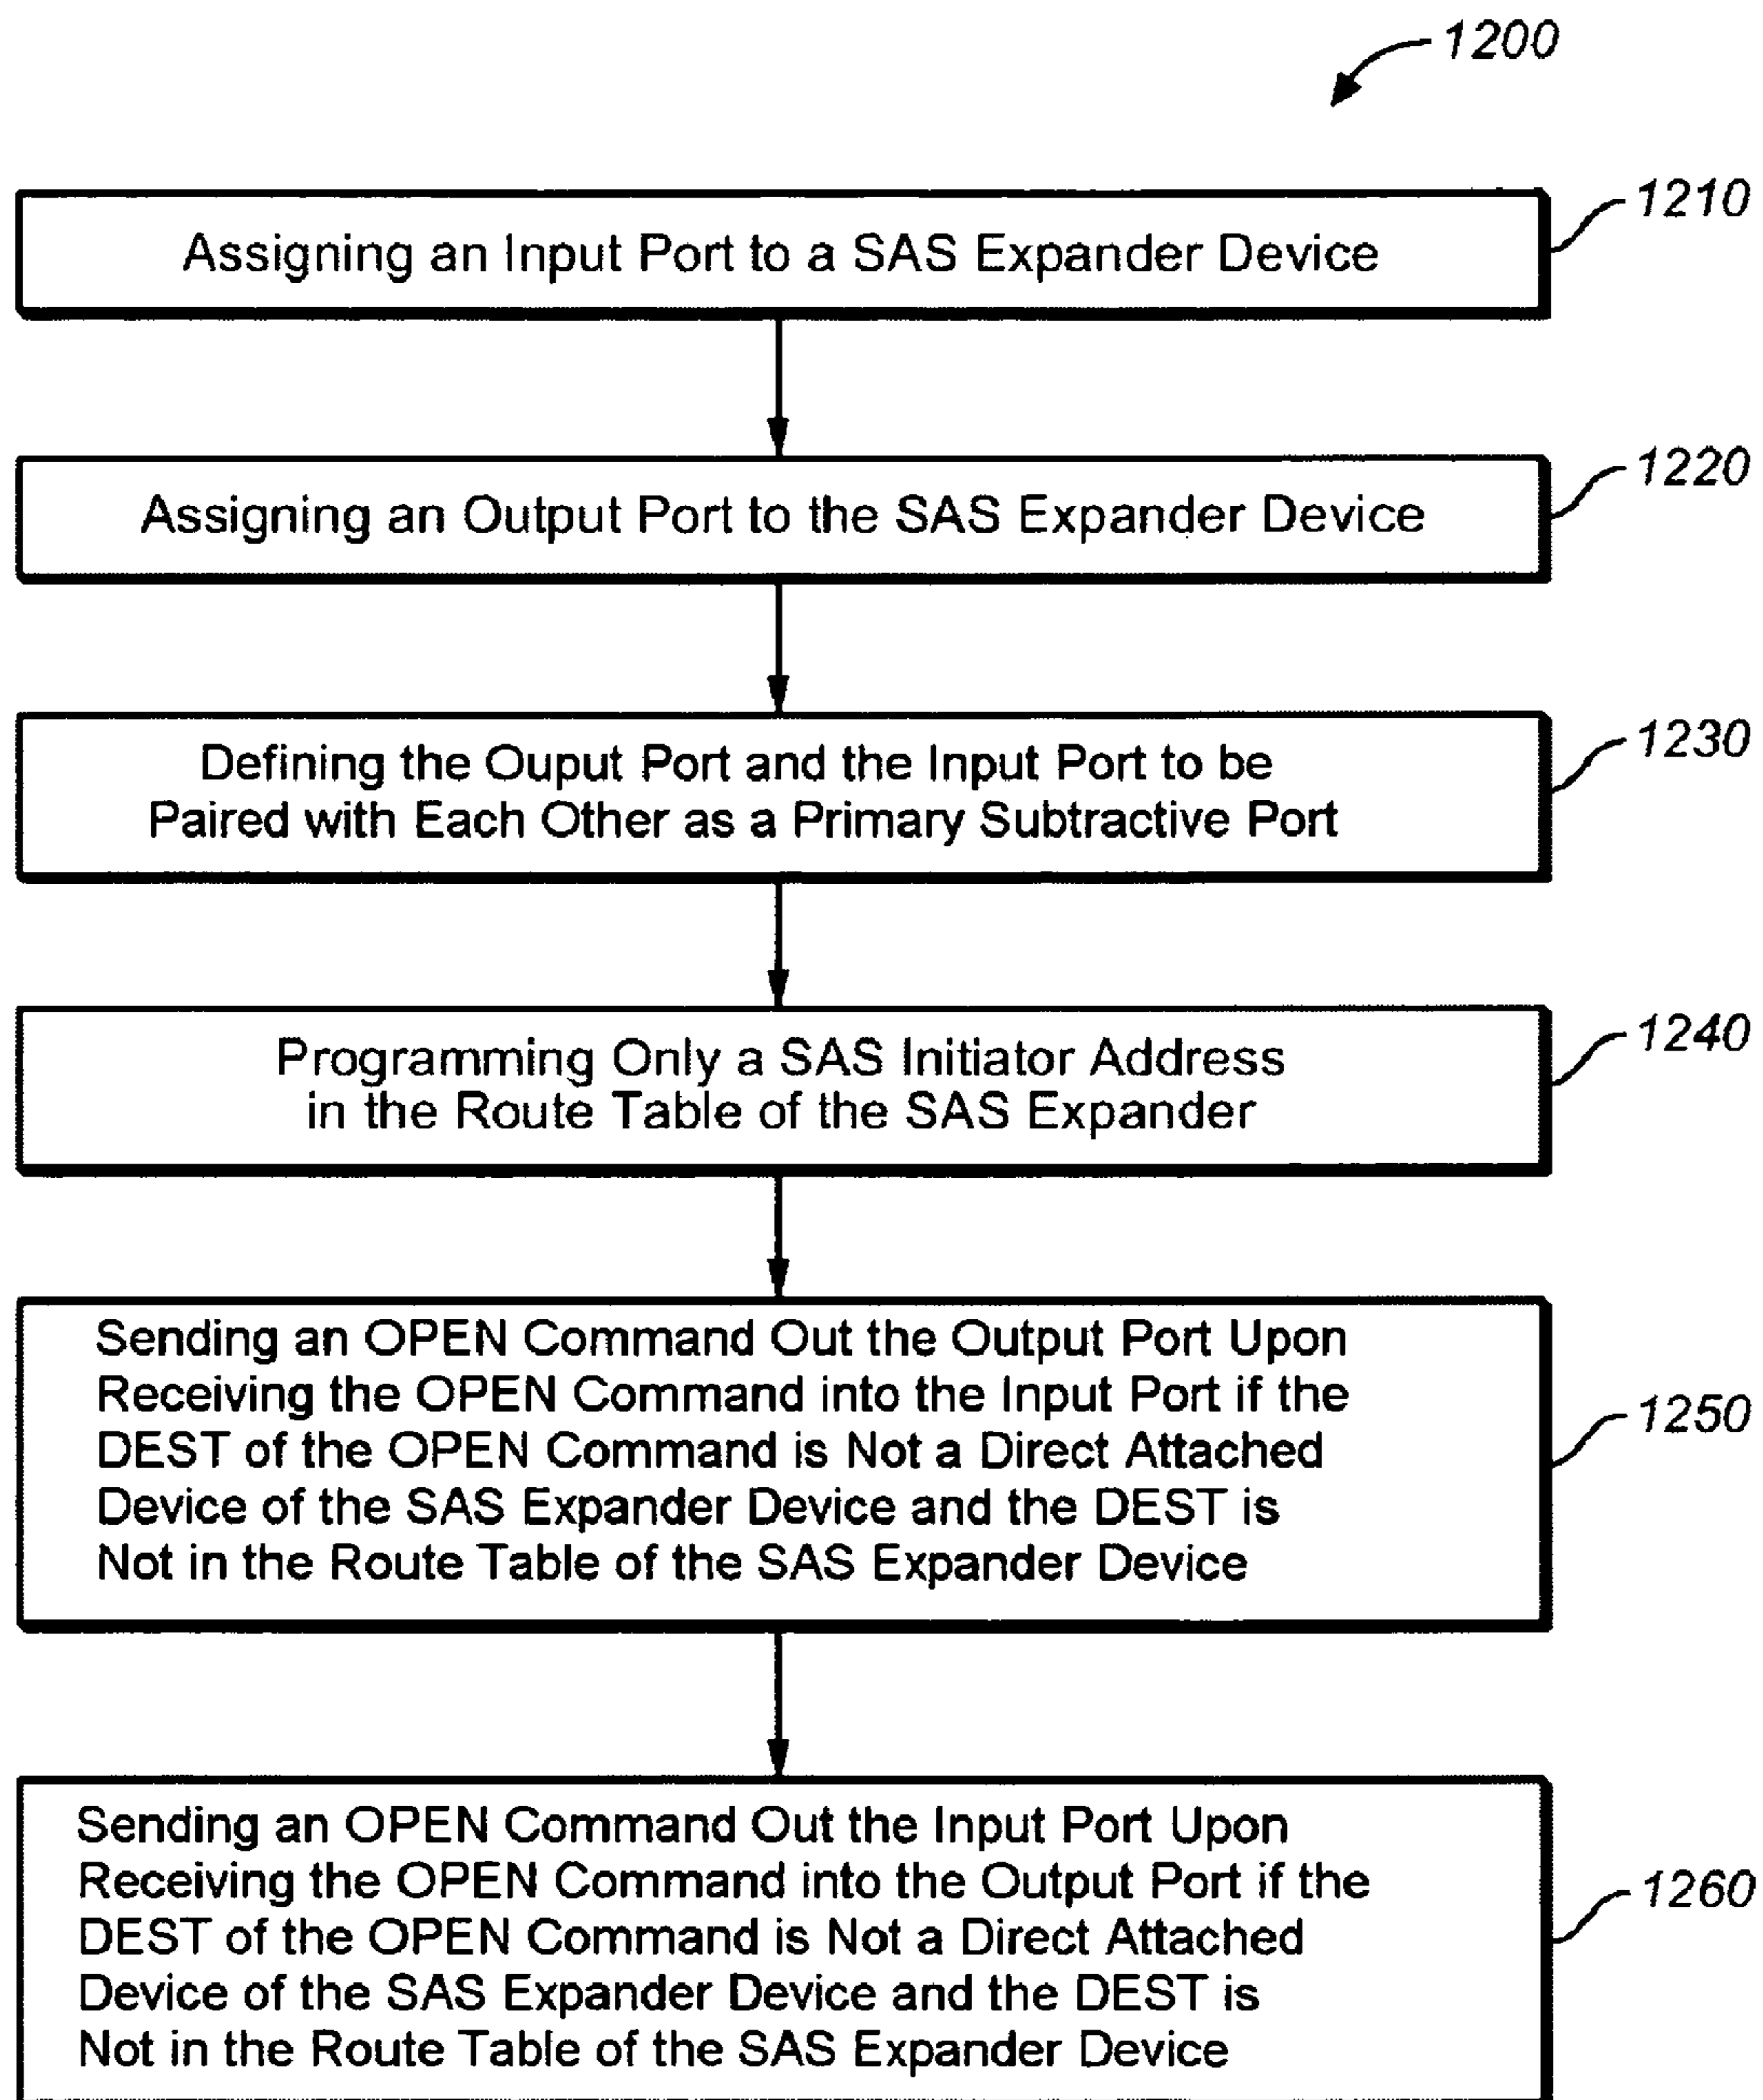 1200
1210
Assigning an Input Port to a SAS Expander Device
1220
Assigning an Output Port to the SAS Expander Device
1230
Defining the Ouput Port and the Input Port to be
Paired with Each Other as a Primary Subtractive Port
1240
Programming Only a SAS Initiator Address
in the Route Table of the SAS Expander
Sending an OPEN Command Out the Output Port Upon
Receiving the OPEN Command into the Input Port if the
1250
DEST of the OPEN Command is Not a Direct Attached
Device of the SAS Expander Device and the DEST is
Not in the Route Table of the SAS Expander Device
Sending an OPEN Command Out the Input Port Upon
Receiving the OPEN Command into the Output Port if the
1260
DEST of the OPEN Command is Not a Direct Attached
Device of the SAS Expander Device and the DEST is
Not in the Route Table of the SAS Expander Device